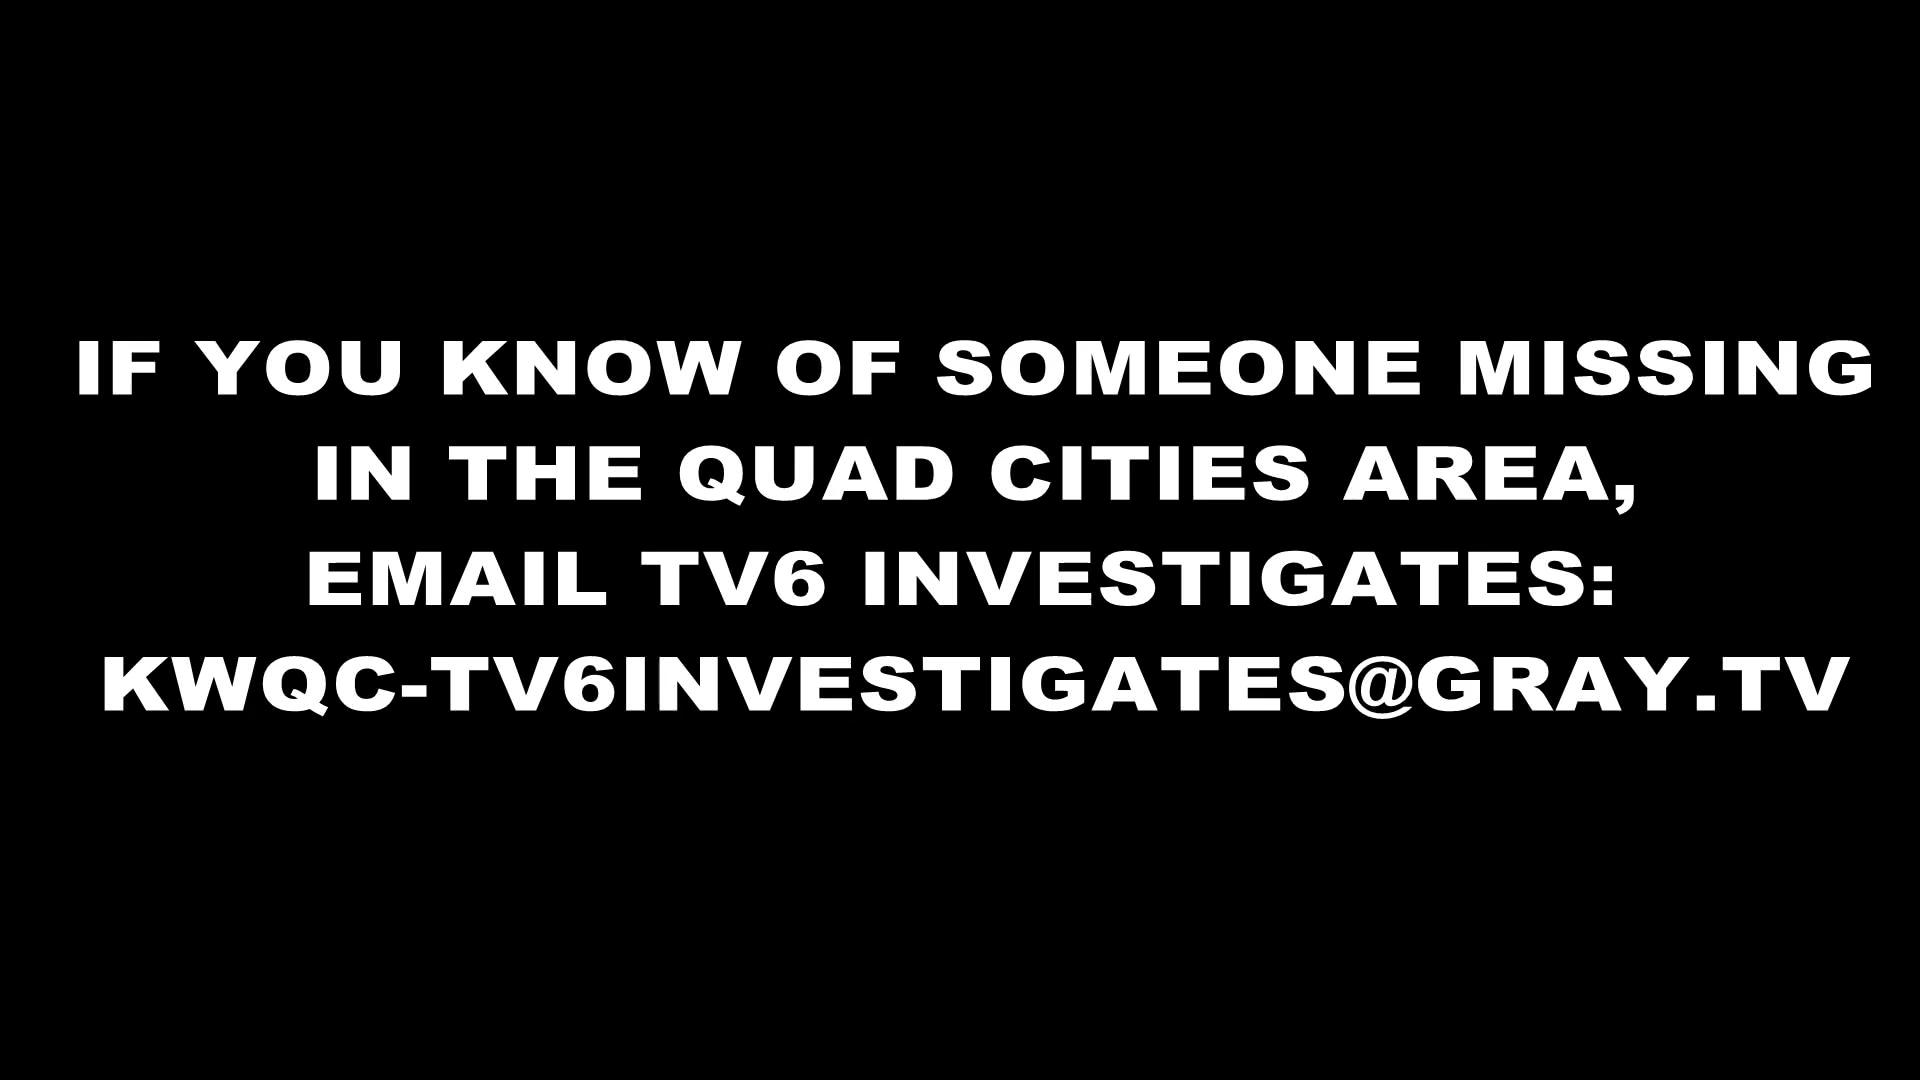 IF YOU KNOW OF SOMEONE MISSING
IN THE QUAD CITIES AREA,
EMAIL TV6 INVESTIGATES:
KWQC-TV6INVESTIGATES@GRAY.TV